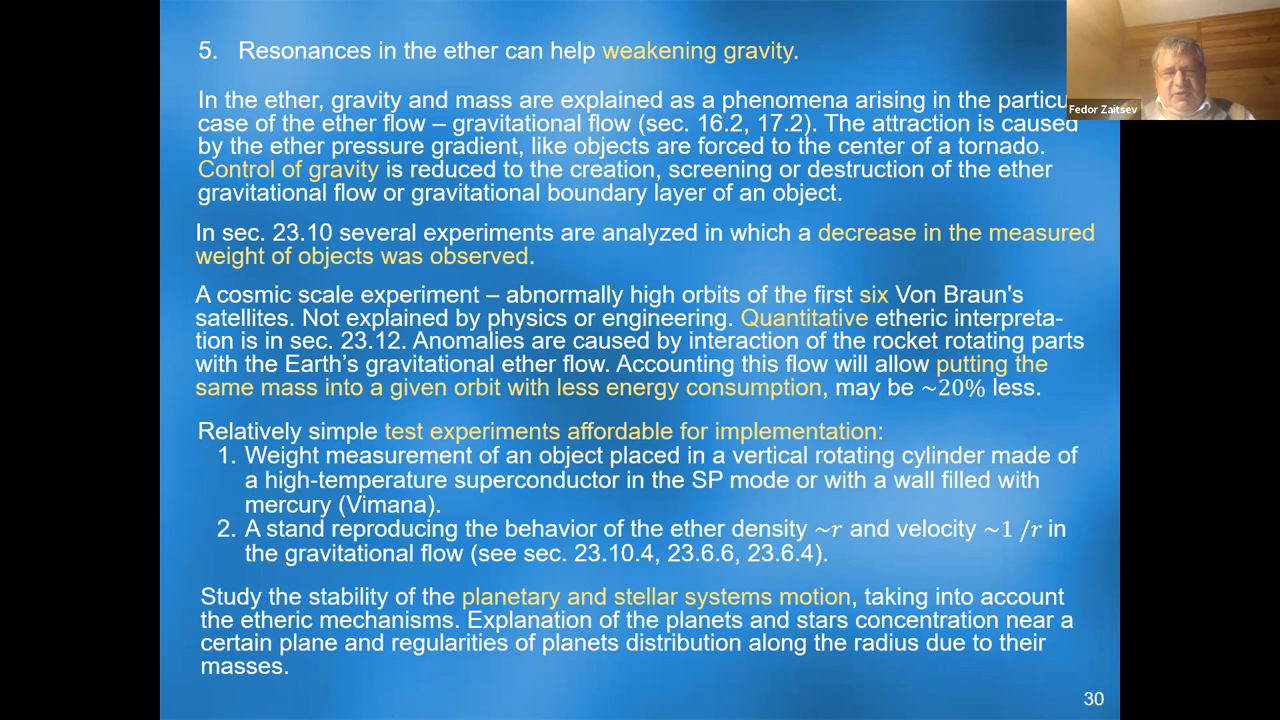 5. Resonances in the ether can help weakening gravity.
Fedor Zaitsev
In the ether, gravity and mass are explained as a phenomena arising in the
case of the ether flow – gravitational flow (sec. 16.2, 17.2). The attraction is caused
by the ether pressure gradient, like objects are forced to the center of a tornado.
Control of gravity is reduced to the creation, screening or destruction of the ether
gravitational flow or gravitational boundary layer of an object.
In sec. 23.10 several experiments are analyzed in which a decrease in the measured
weight of objects was observed.
A cosmic scale experiment – abnormally high orbits of the first six Von Braun's
satellites. Not explained by physics or engineering. Quantitative etheric interpreta-
tion is in sec. 23.12. Anomalies are caused by interaction of the rocket rotating parts
with the Earth’s gravitational ether flow. Accounting this flow will allow putting the
same mass into a given orbit with less energy consumption, may be ~20% less.
Relatively simple test experiments affordable for implementation:
1. Weight measurement of an object placed in a vertical rotating cylinder made of
a high-temperature superconductor in the SP mode or with a wall filled with
mercury (Vimana).
2. A stand reproducing the behavior of the ether density ~r and velocity ~1 /r in
the gravitational flow (see sec. 23.10.4, 23.6.6, 23.6.4).
Study the stability of the planetary and stellar systems motion, taking into account
the etheric mechanisms. Explanation of the planets and stars concentration near a
certain plane and regularities of planets distribution along the radius due to their
masses.
30